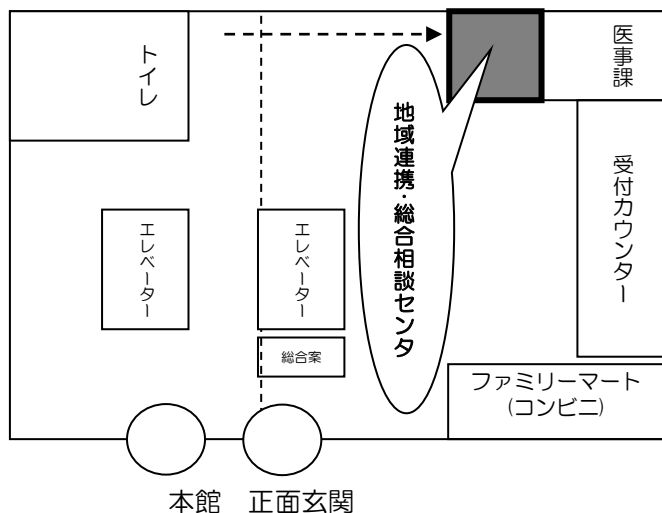 トイレ
医事課
地域連携・総合相談センタ
受付カウンター
エレベーター
エレベーター
総合案
ファミリーマート
(コンビニ)
本館　正面玄関